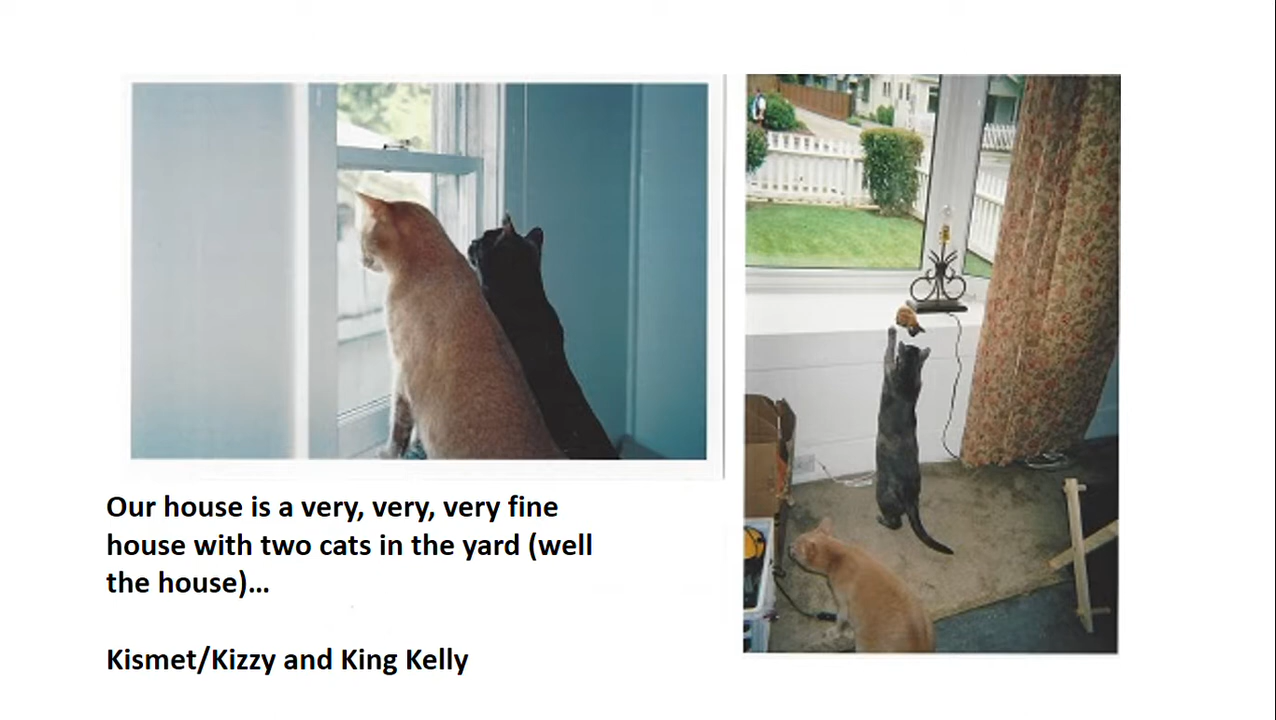 Our house is a very, very, very fine
house with two cats in the yard (well
the house)...
Kismet/Kizzy and King Kelly